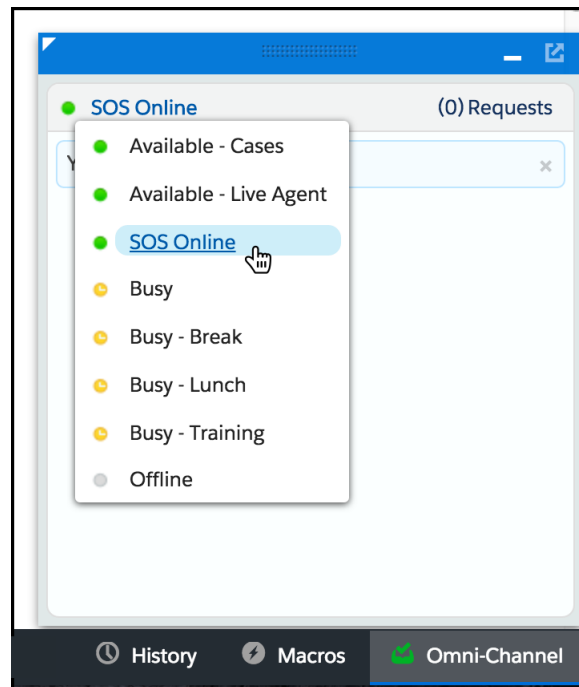 SOS Online (0) Requests
Available - Cases
Available - Live Agent
SOS Online
Busy
Busy - Break
Busy - Lunch
Busy - Training
Offline
History Macros Omni-Channel